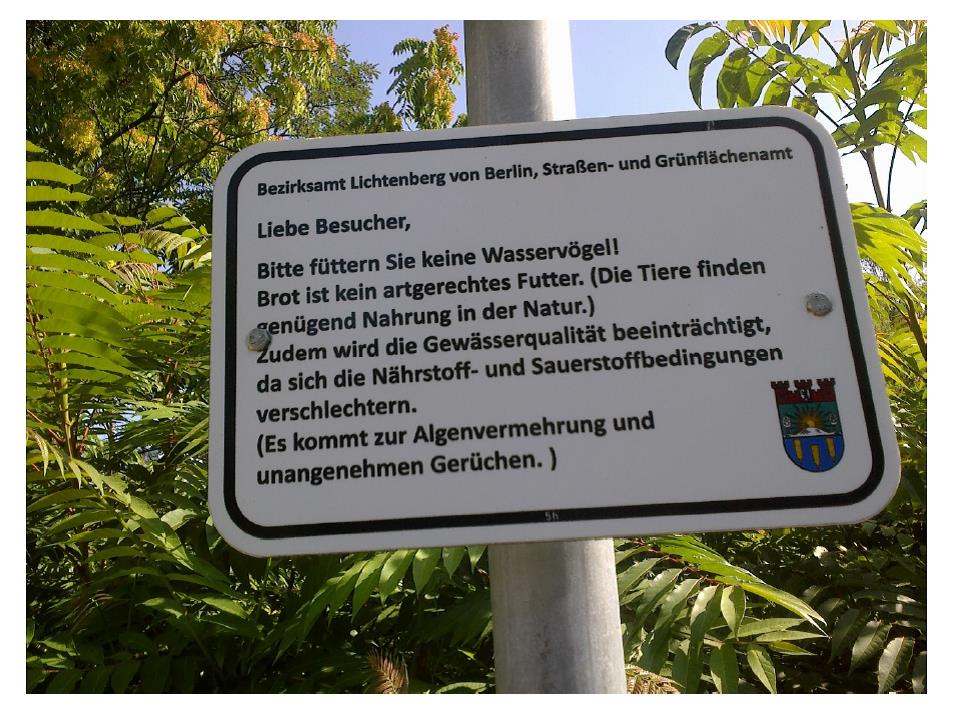 Bezirksamt Lichtenberg von Berlin, Straßen- und Grünflächenamt
Liebe Besucher,
Bitte füttern Sie keine Wasservögel!
Brot ist kein artgerechtes Futter. (Die Tiere finden
genügend Nahrung in der Natur.)
Zudem wird die Gewässerqualität beeinträchtigt,
da sich die Nährstoff- und Sauerstoffbedingungen
verschlechtern.
(Es kommt zur Algenvermehrung und
unangenehmen Gerüchen. )